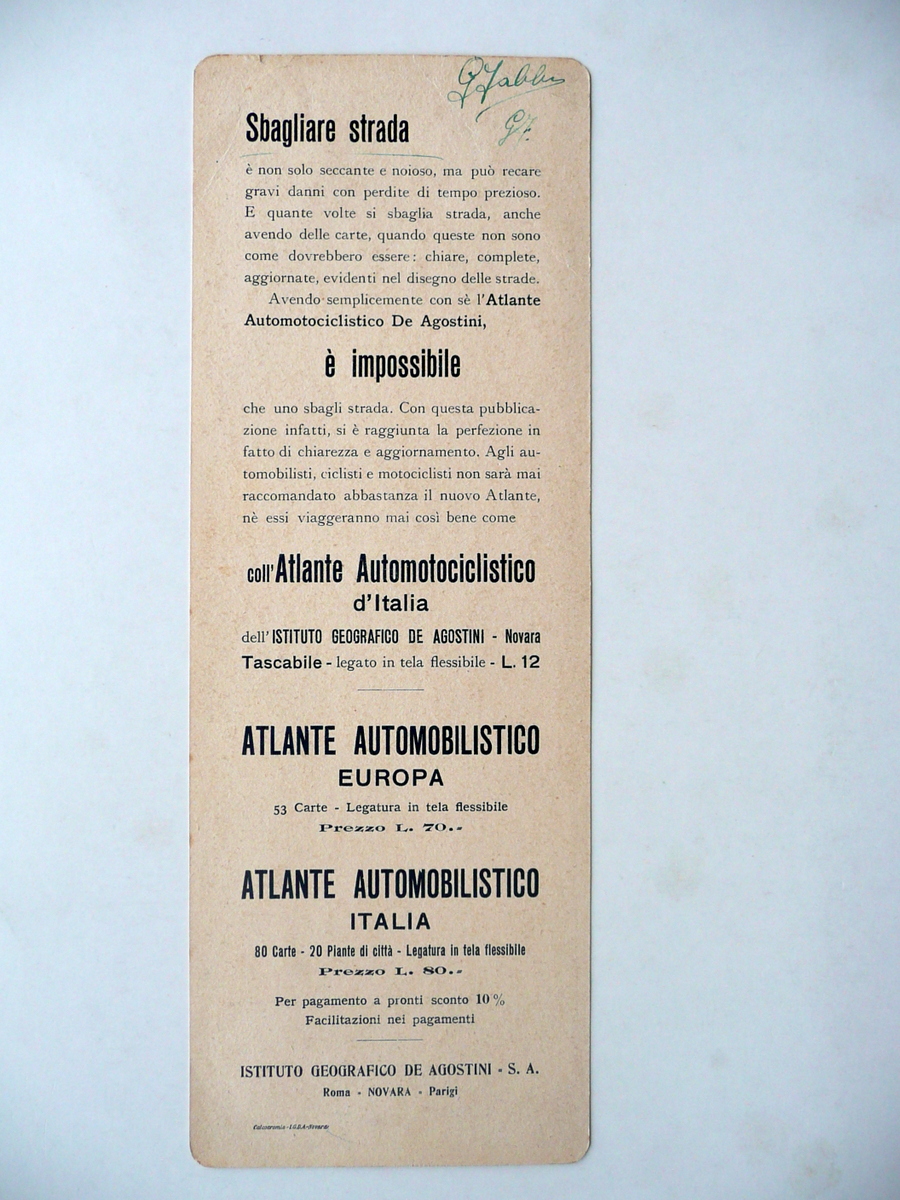 Sbagliare strada
è non solo seccante e noioso, ma può recare
gravi danni con perdite di tempo prezioso.
E quante volte si sbaglia strada, anche
avendo delle carte, quando queste non sono
come dovrebbero essere: chiare, complete,
aggiornate, evidenti nel disegno delle strade.
Avendo semplicemente con sè l'Atlante
Automotociclistico De Agostini,
è impossibile
che uno sbagli strada. Con questa pubblica-
zione infatti, si è raggiunta la perfezione in
fatto di chiarezza e aggiornamento. Agli au-
tomobilisti, ciclisti e motociclisti non sarà mai
raccomandato abbastanza il nuovo Atlante,
nè essi viaggeranno mai così bene come
coll'Atlante Automotociclistico
d'Italia
dell'ISTITUTO GEOGRAFICO DE AGOSTINI - Novara
Tascabile - legato in tela flessibile - L. 12
ATLANTE AUTOMOBILISTICO
EUROPA
53 Carte - Legatura in tela flessibile
Prezzo L. 70.-
ATLANTE AUTOMOBILISTICO
ITALIA
80 Carte - 20 Piante di città - Legatura in tela flessibile
Prezzo L. 80.-
Per pagamento a pronti sconto 10%
Facilitazioni nei pagamenti
ISTITUTO GEOGRAFICO DE AGOSTINI - S. A.
Roma - NOVARA - Parigi